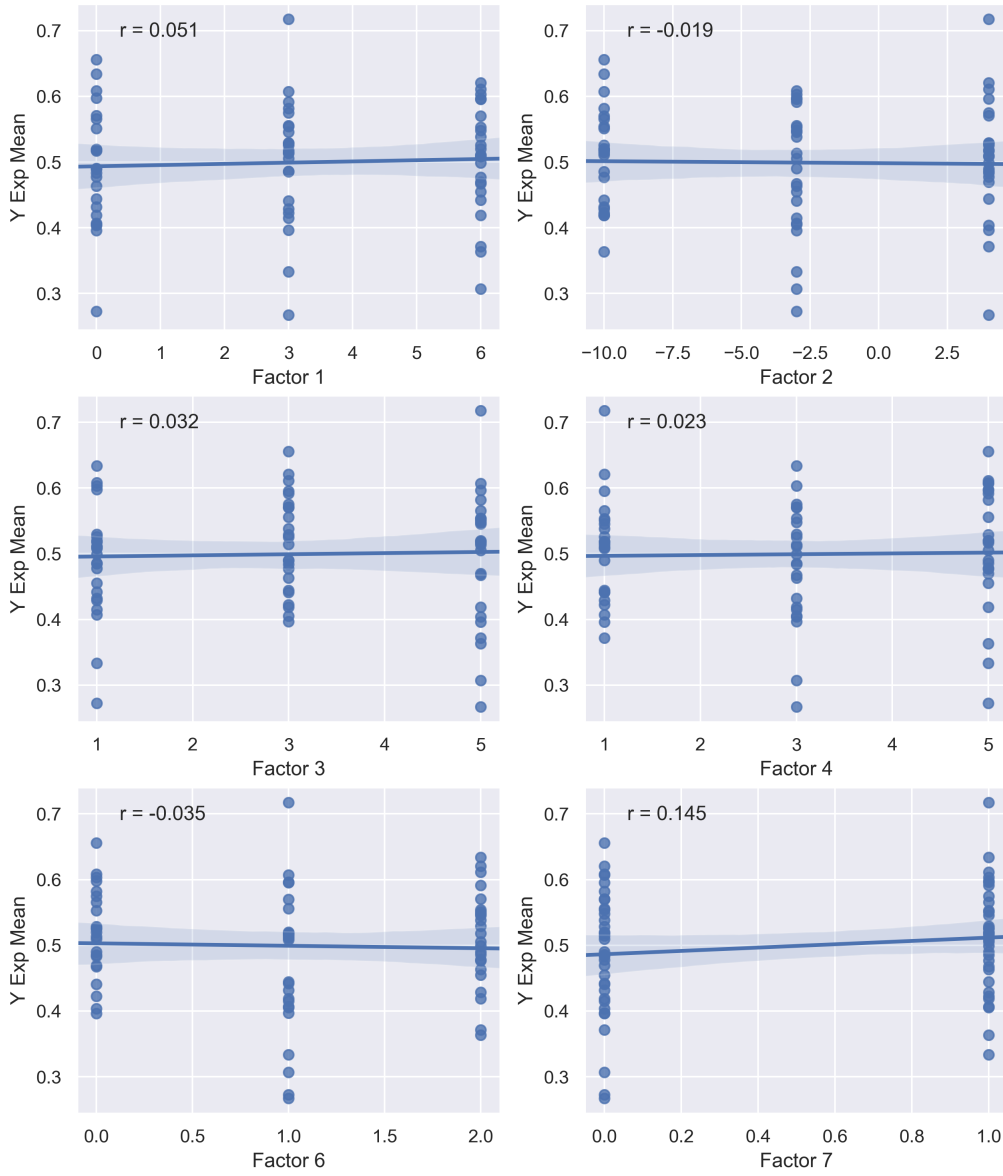 r = 0.051
0.7
0.6
0.5
0.4
0.3
Y Exp Mean
0 1 2 3 4 5 6
Factor 1
r = -0.019
0.7
0.6
0.5
0.4
0.3
Y Exp Mean
−10.0 −7.5 −5.0 −2.5 0.0 2.5
Factor 2
r = 0.032
0.7
0.6
0.5
0.4
0.3
Y Exp Mean
1 2 3 4 5
Factor 3
r = 0.023
0.7
0.6
0.5
0.4
0.3
Y Exp Mean
1 2 3 4 5
Factor 4
r = -0.035
0.7
0.6
0.5
0.4
0.3
Y Exp Mean
0.0 0.5 1.0 1.5 2.0
Factor 6
r = 0.145
0.7
0.6
0.5
0.4
0.3
Y Exp Mean
0.0 0.2 0.4 0.6 0.8 1.0
Factor 7